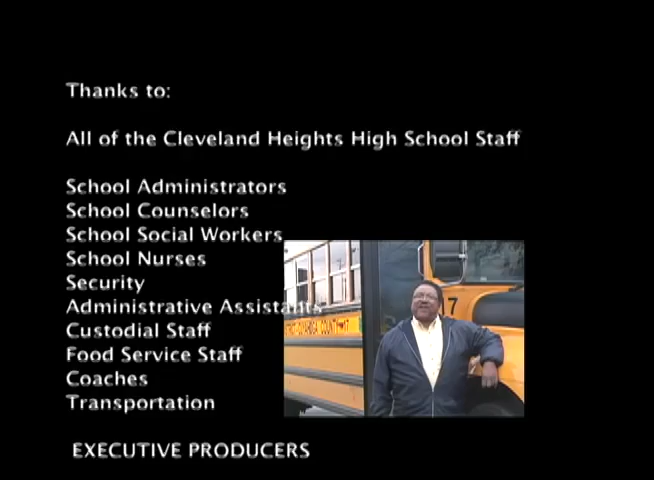 Thanks to:
All of the Cleveland Heights High School Staff
School Administrators
School Counselors
School Social Workers
School Nurses
Security
Administrative Assistants
Custodial Staff
Food Service Staff
Coaches
Transportation
17
EXECUTIVE PRODUCERS